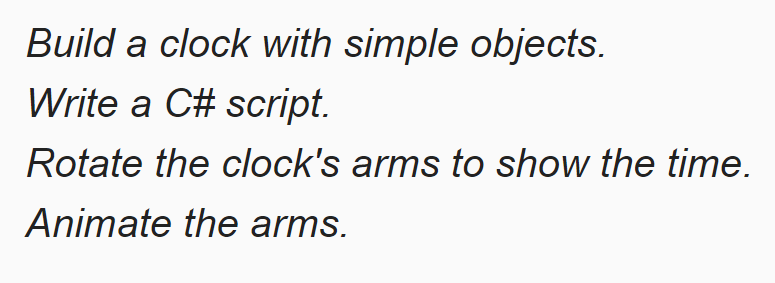 Build a clock with simple objects.
Write a C# script.
Rotate the clock's arms to show the time.
Animate the arms.